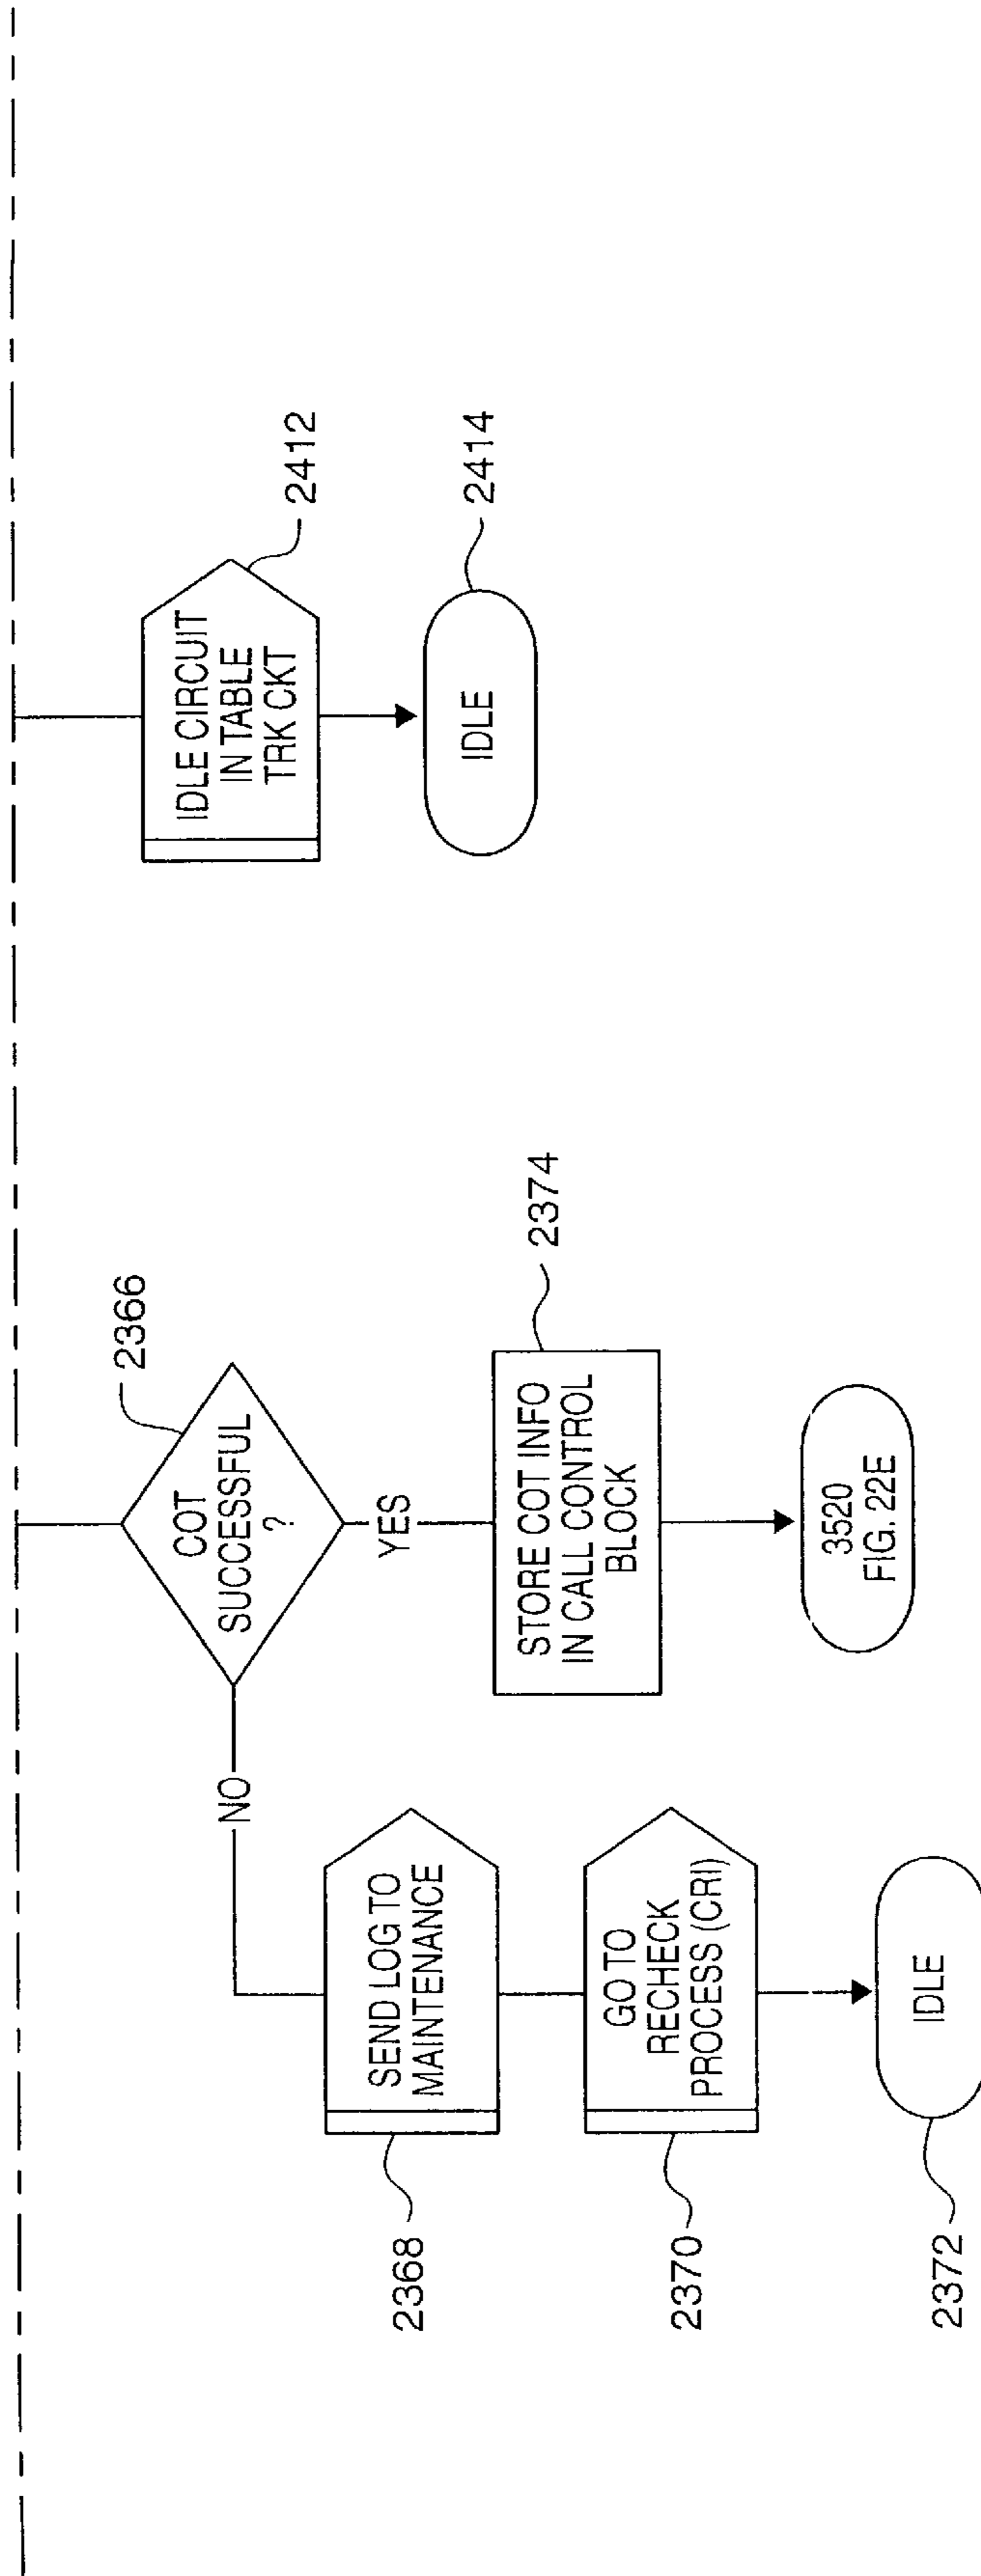 2366
COT
SUCCESSFUL
?
NO
YES
2368
SEND LOG TO
MAINTENANCE
2370
GO TO
RECHECK
PROCESS (CRI)
2372
IDLE
STORE COT INFO
IN CALL CONTROL
BLOCK
2374
3520
FIG. 22E
IDLE CIRCUIT
IN TABLE
TRK CKT
2412
IDLE
2414